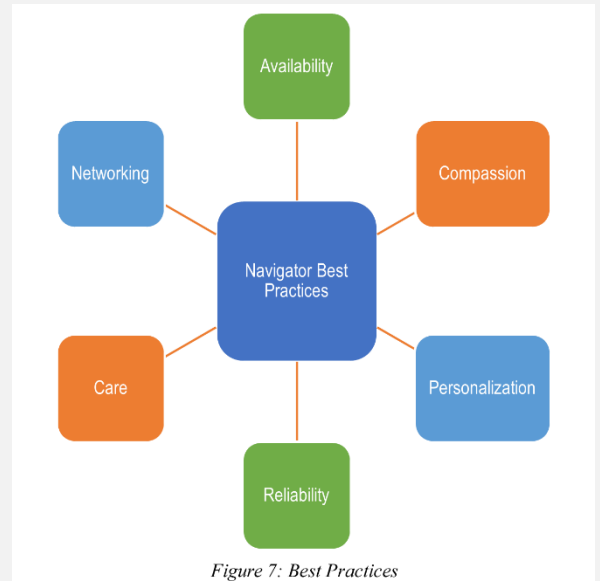 Availability
Networking
Compassion
Navigator Best
Practices
Care
Personalization
Reliability
Figure 7: Best Practices